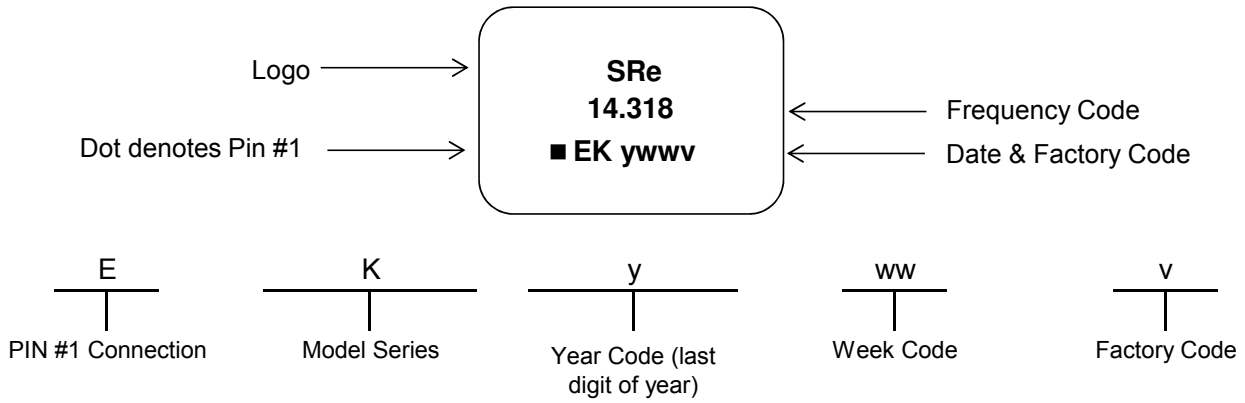 Logo
SRe
14.318
Frequency Code
Dot denotes Pin #1
■ EK ywwv
Date & Factory Code
E
K
y
ww
v
PIN #1 Connection
Model Series
Year Code (last
digit of year)
Week Code
Factory Code